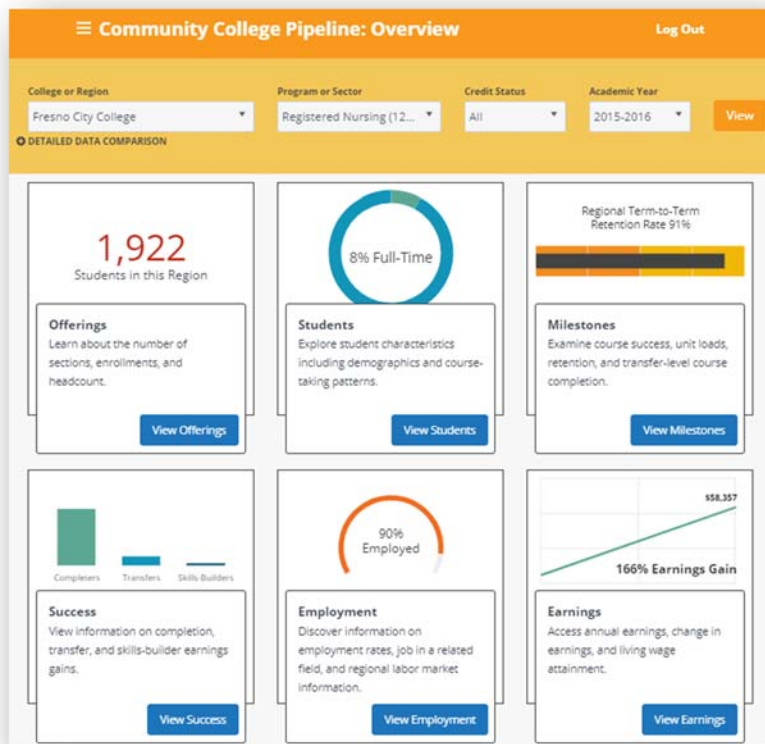 ☰ Community College Pipeline: Overview
Log Out
College or Region
Program or Sector
Credit Status
Academic Year
Fresno City College
Registered Nursing (12...
All
2015-2016
View
DETAILED DATA COMPARISON
1,922
Students in this Region
Offerings
Learn about the number of
sections, enrollments, and
headcount.
View Offerings
8% Full-Time
Students
Explore student characteristics
including demographics and course-
taking patterns.
View Students
Regional Term-to-Term
Retention Rate 91%
Milestones
Examine course success, unit loads,
retention, and transfer-level course
completion.
View Milestones
Completers
Transfers
Skills-Builders
Success
View information on completion,
transfer, and skills-builder earnings
gains.
View Success
90%
Employed
Employment
Discover information on
employment rates, job in a related
field, and regional labor market
information.
View Employment
$58,357
166% Earnings Gain
Earnings
Access annual earnings, change in
earnings, and living wage
attainment.
View Earnings